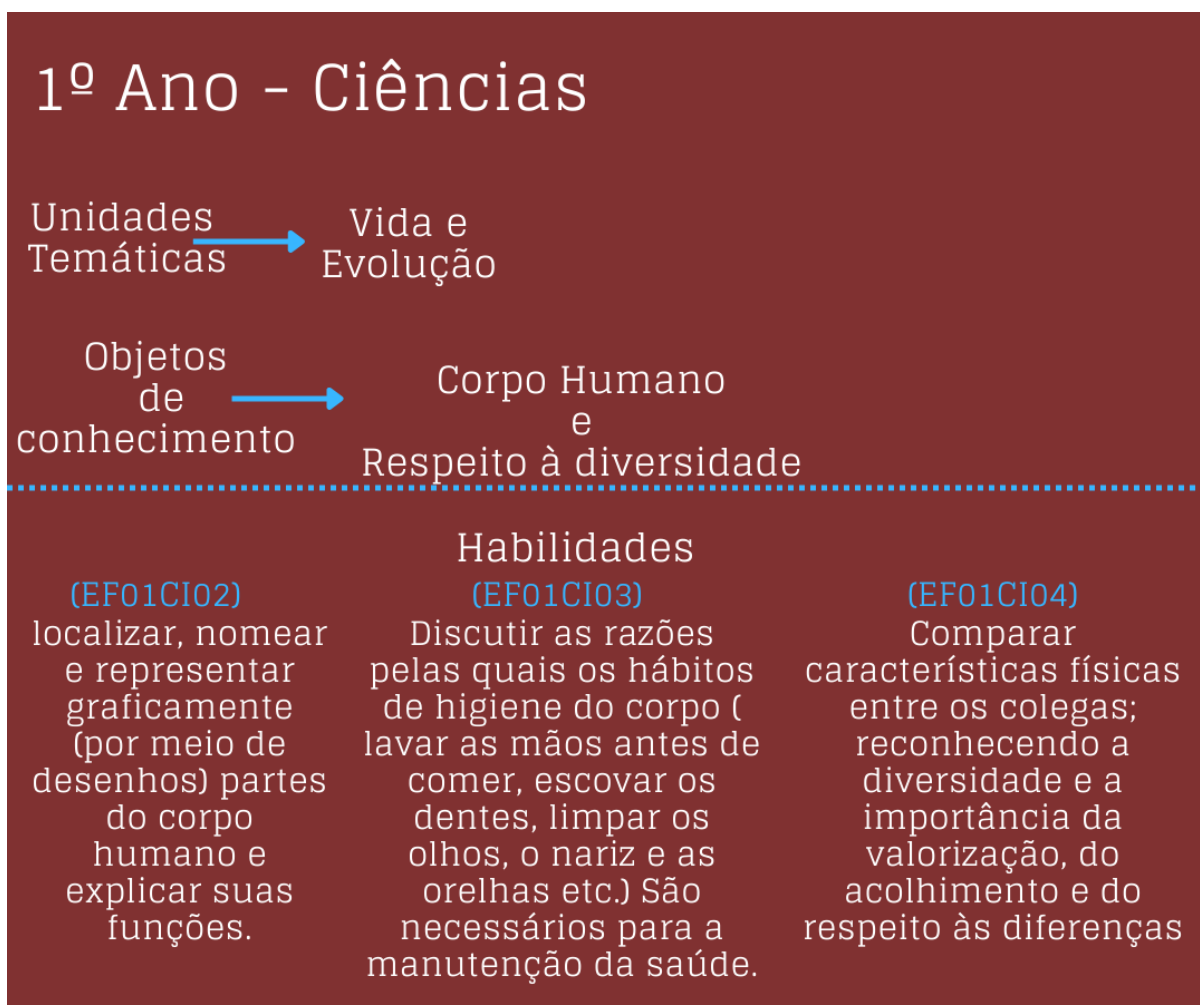 1º Ano - Ciências
Unidades
Temáticas
Vida e
Evolução
Objetos
de
conhecimento
Corpo Humano
e
Respeito à diversidade
Habilidades
(EF01CI02)
localizar, nomear
e representar
graficamente
(por meio de
desenhos) partes
do corpo
humano e
explicar suas
funções.
(EF01CI03)
Discutir as razões
pelas quais os hábitos
de higiene do corpo (
lavar as mãos antes de
comer, escovar os
dentes, limpar os
olhos, o nariz e as
orelhas etc.) São
necessários para a
manutenção da saúde.
(EF01CI04)
Comparar
características físicas
entre os colegas;
reconhecendo a
diversidade e a
importância da
valorização, do
acolhimento e do
respeito às diferenças